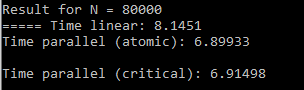 Result for N = 80000
===== Time linear: 8.1451
Time parallel (atomic): 6.89933
Time parallel (critical): 6.91498